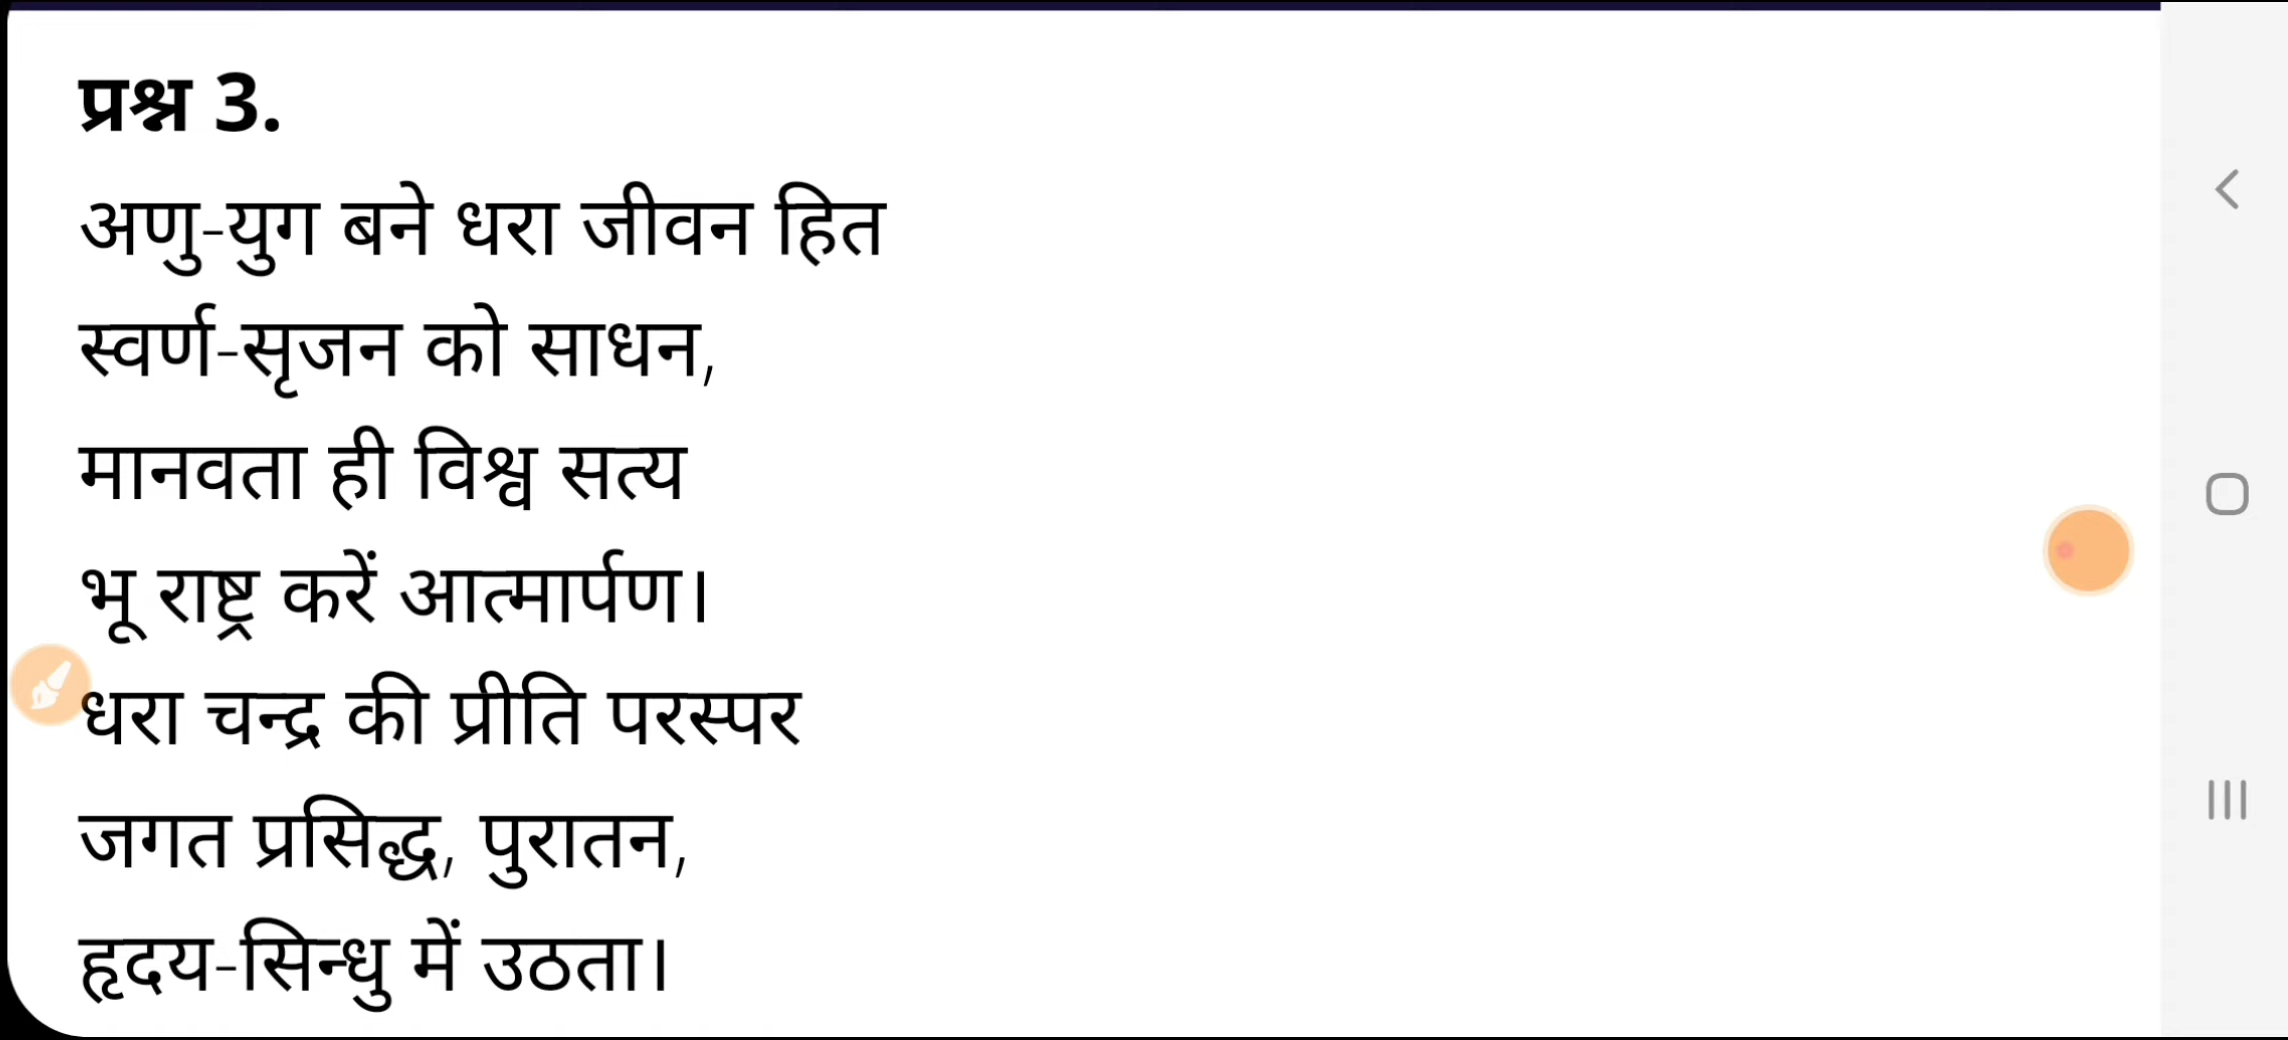 प्रश्न 3.
अणु-युग बने धरा जीवन हित
स्वर्ण-सृजन को साधन,
मानवता ही विश्व सत्य
भू राष्ट्र करें आत्मार्पण।
धरा चन्द्र की प्रीति परस्पर
जगत प्रसिद्ध, पुरातन,
हृदय-सिन्धु में उठता।